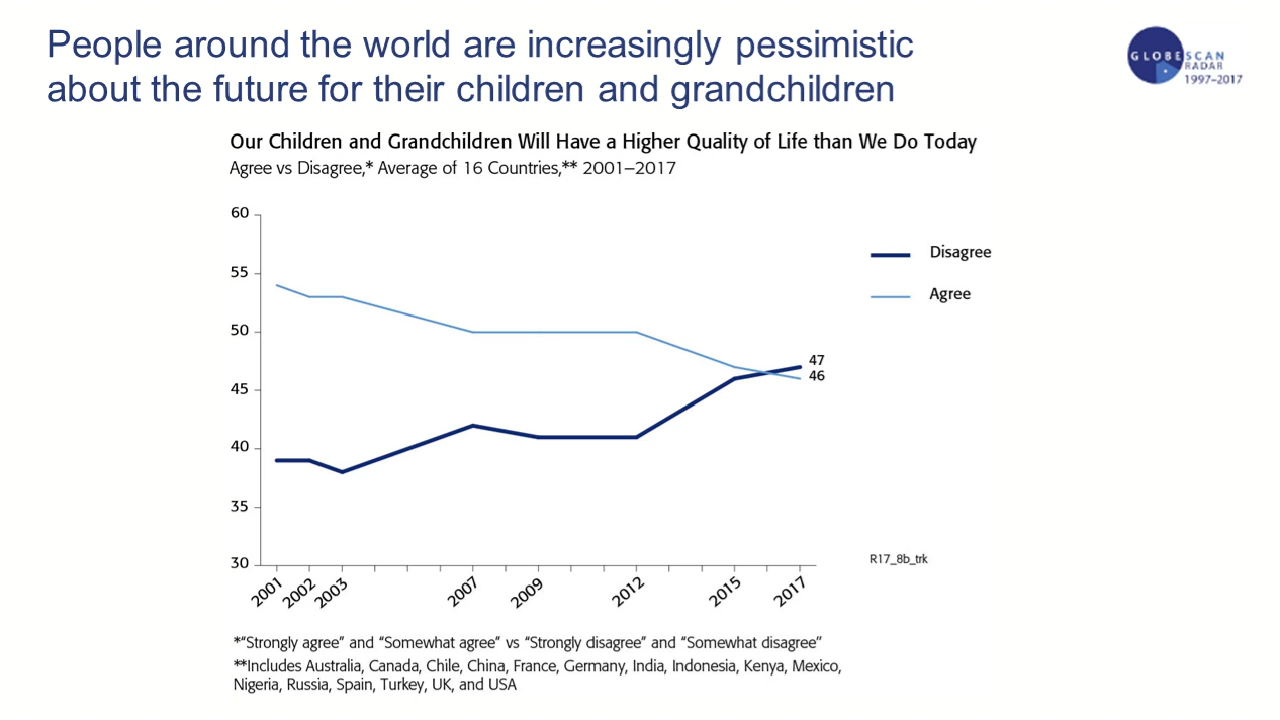 People around the world are increasingly pessimistic
about the future for their children and grandchildren
GLOBESCAN
RADAR
1997–2017
Our Children and Grandchildren Will Have a Higher Quality of Life than We Do Today
Agree vs Disagree,* Average of 16 Countries,** 2001–2017
60
55
50
45
40
35
30
Disagree
Agree
47
46
R17_8b_trk
2001 2002 2003 2007 2009 2012 2015 2017
*“Strongly agree” and “Somewhat agree” vs “Strongly disagree” and “Somewhat disagree”
**Includes Australia, Canada, Chile, China, France, Germany, India, Indonesia, Kenya, Mexico,
Nigeria, Russia, Spain, Turkey, UK, and USA